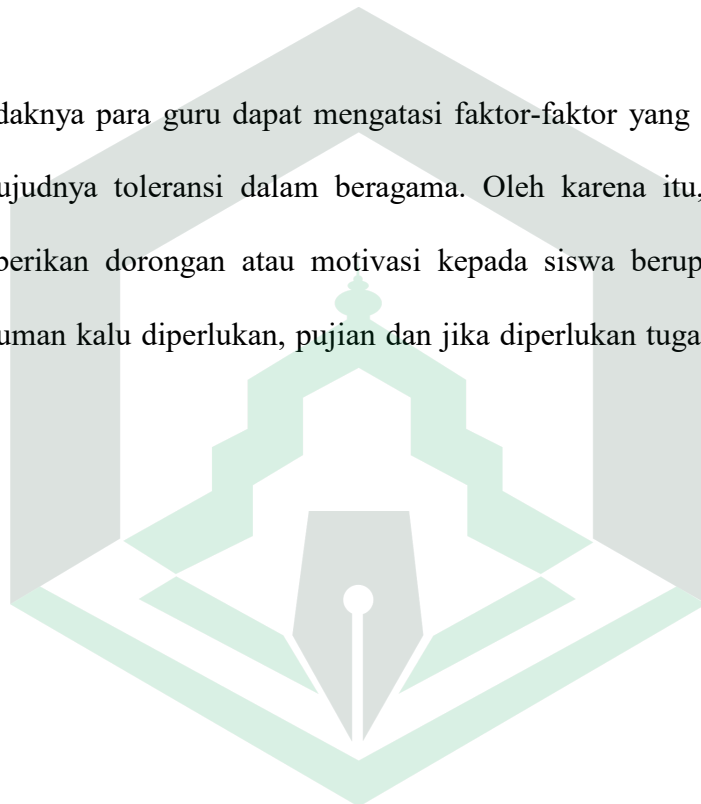 daknya para guru dapat mengatasi faktor-faktor yang
ujudnya toleransi dalam beragama. Oleh karena itu,
berikan dorongan atau motivasi kepada siswa berup
uman kalu diperlukan, pujian dan jika diperlukan tuga